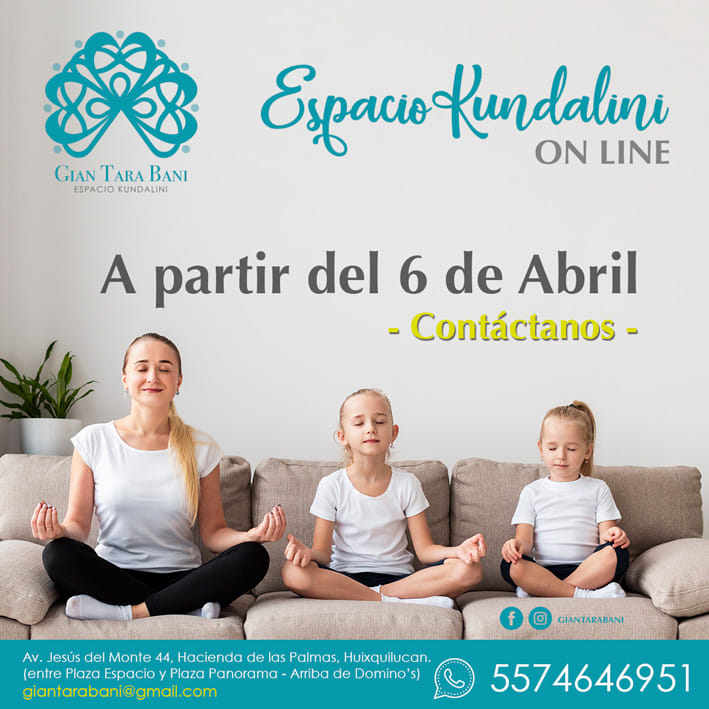 GIAN TARA BANI
ESPACIO KUNDALINI
Espacio Kundalini
ON LINE
A partir del 6 de Abril
- Contáctanos -
GIANTARABANI
Av. Jesús del Monte 44, Hacienda de las Palmas, Huixquilucan.
(entre Plaza Espacio y Plaza Panorama - Arriba de Domino’s)
giantarabani@gmail.com
5574646951